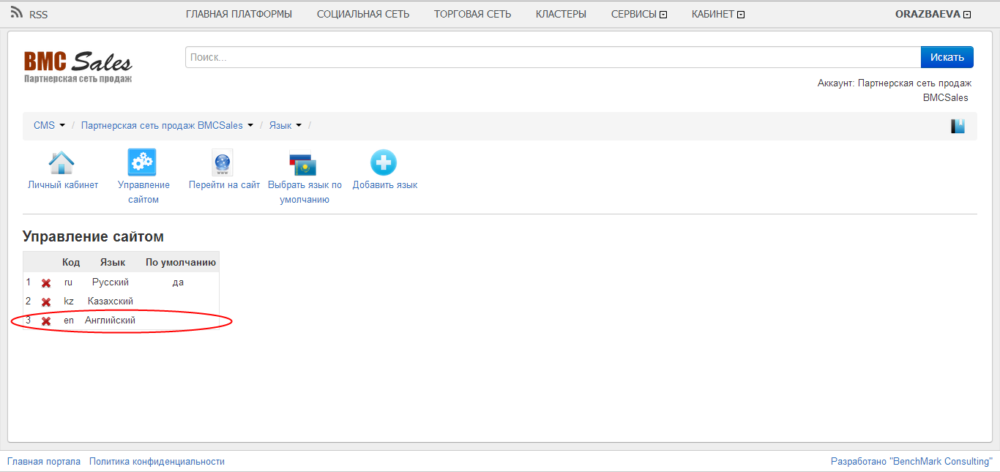 RSS ГЛАВНАЯ ПЛАТФОРМЫ СОЦИАЛЬНАЯ СЕТЬ ТОРГОВАЯ СЕТЬ КЛАСТЕРЫ СЕРВИСЫ КАБИНЕТ ORAZBAEVA
BMC Sales
Партнерская сеть продаж
Поиск... Искать
Аккаунт: Партнерская сеть продаж
BMCSales
CMS / Партнерская сеть продаж BMCSales / Язык /
Личный кабинет Управление сайтом Перейти на сайт Выбрать язык по умолчанию Добавить язык
Управление сайтом
Код Язык По умолчанию
1 ru Русский да
2 kz Казахский
3 en Английский
Главная портала Политика конфиденциальности Разработано "BenchMark Consulting"